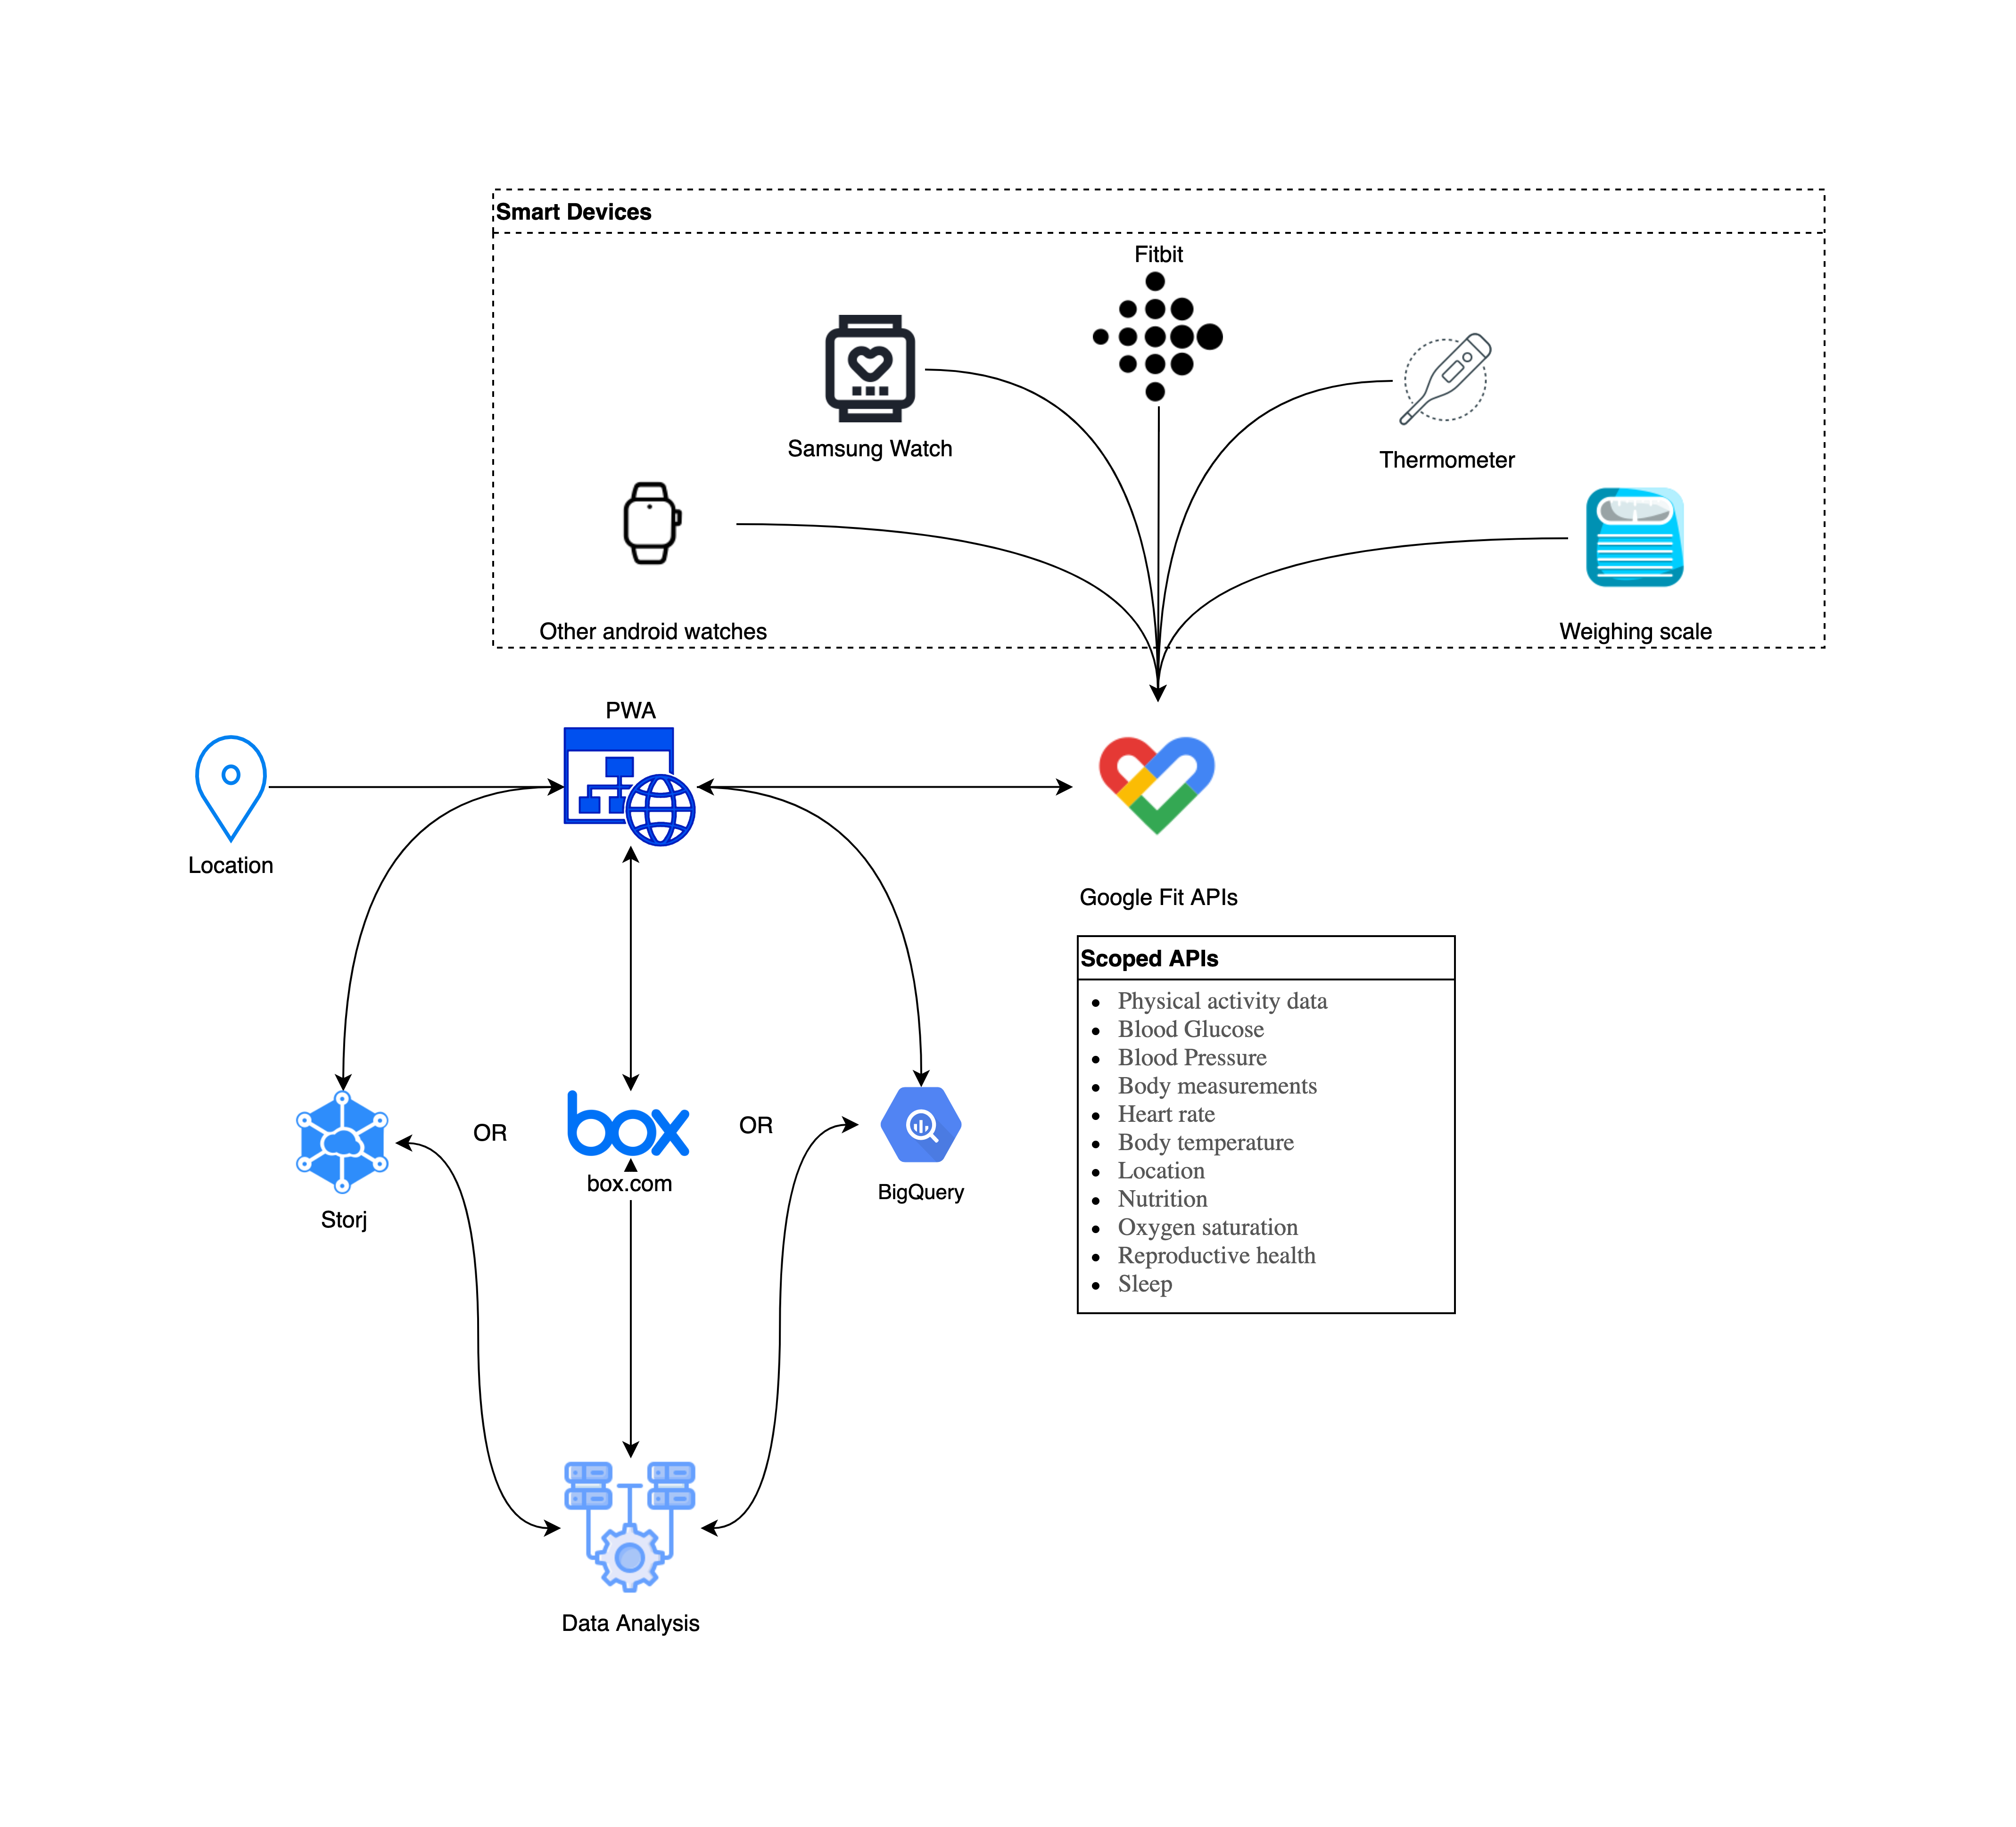 Smart Devices
Fitbit
Samsung Watch
Thermometer
Other android watches
Weighing scale
PWA
Location
Google Fit APIs
Scoped APIs
Physical activity data
Blood Glucose
Blood Pressure
Body measurements
Heart rate
Body temperature
Location
Nutrition
Oxygen saturation
Reproductive health
Sleep
box
OR
OR
box.com
BigQuery
Storj
Data Analysis